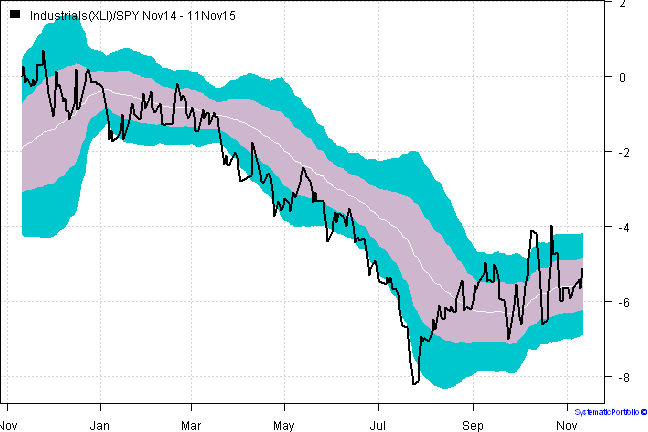 Industrials(XLI)/SPY Nov14 - 11Nov15
2
0
-2
-4
-6
-8
Nov Jan Mar May Jul Sep Nov
SystematicPortfolio ©